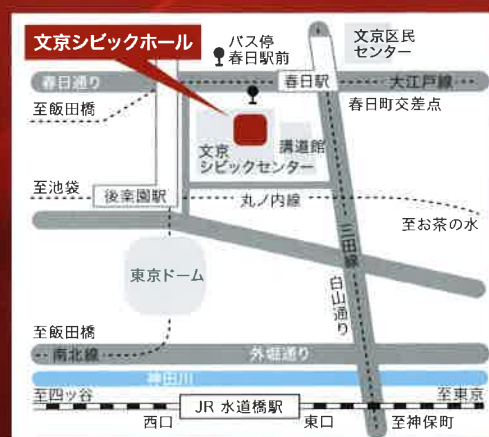 文京シビックホール
バス停
春日駅前
文京区民
センター
春日通り
春日駅
大江戸線
至飯田橋
春日町交差点
文京
シビックセンター
講道館
至池袋
後楽園駅
丸ノ内線
至お茶の水
三田線
東京ドーム
白山通り
至飯田橋
南北線
外堀通り
神田川
至四ッ谷
至東京
JR 水道橋駅
西口
東口
至神保町